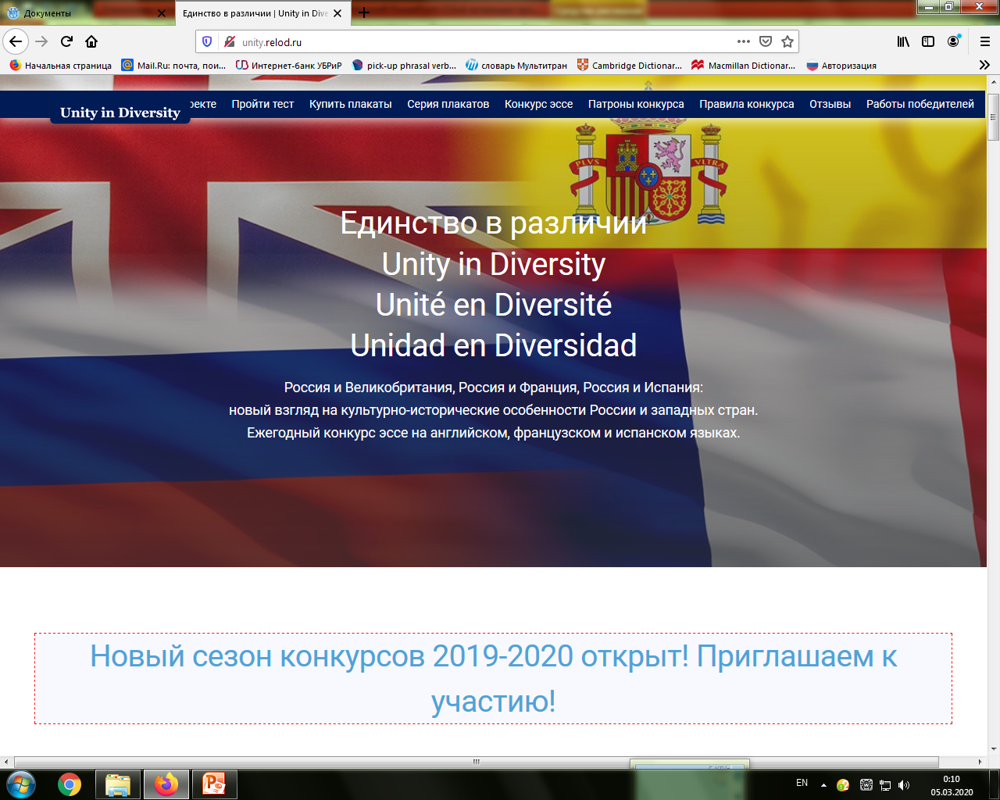 Документы
Единство в различии | Unity in Dive
unity.relod.ru
Начальная страница
Mail.Ru: почта, пои...
Интернет-банк УБРиР
pick-up phrasal verb...
словарь Мультитран
Cambridge Dictionar...
Macmillan Dictionar...
Авторизация
Unity in Diversity
оекте
Пройти тест
Купить плакаты
Серия плакатов
Конкурс эссе
Патроны конкурса
Правила конкурса
Отзывы
Работы победителей
PLVS
VLTRA
Единство в различии
Unity in Diversity
Unité en Diversité
Unidad en Diversidad
Россия и Великобритания, Россия и Франция, Россия и Испания:
новый взгляд на культурно-исторические особенности России и западных стран.
Ежегодный конкурс эссе на английском, французском и испанском языках.
Новый сезон конкурсов 2019-2020 открыт! Приглашаем к
участию!
EN
0:10
05.03.2020